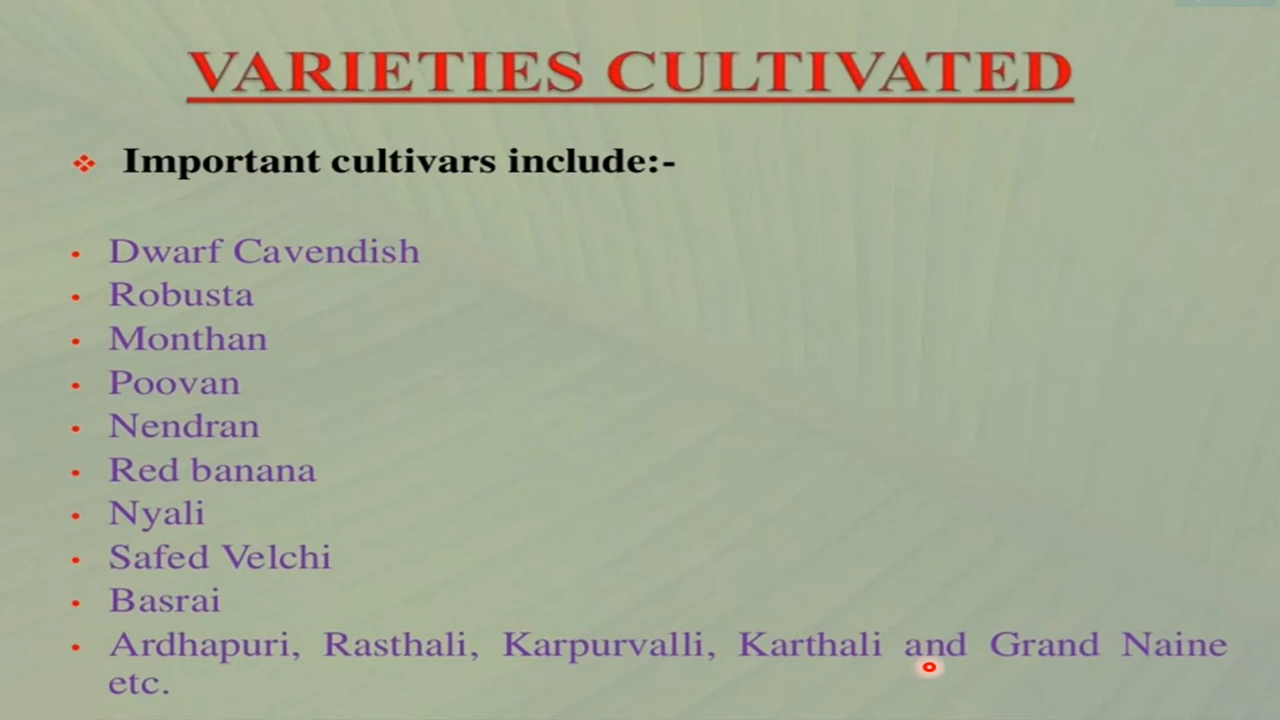 VARIETIES CULTIVATED
❖ Important cultivars include:-
• Dwarf Cavendish
• Robusta
• Monthan
• Poovan
• Nendran
• Red banana
• Nyali
• Safed Velchi
• Basrai
• Ardhapuri, Rasthali, Karpurvalli, Karthali and Grand Naine
etc.